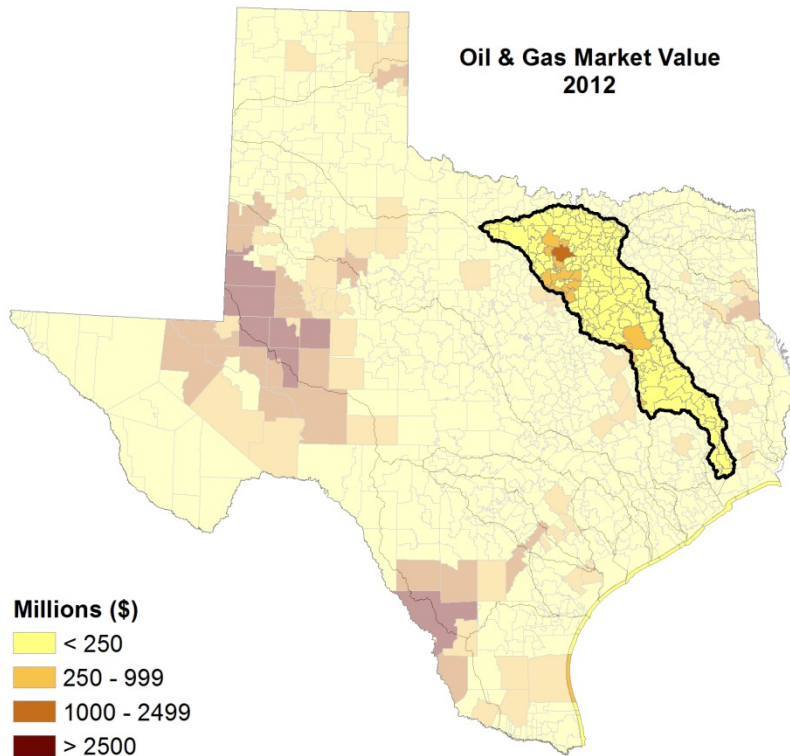 Oil & Gas Market Value
2012
Millions ($)
< 250
250 - 999
1000 - 2499
> 2500